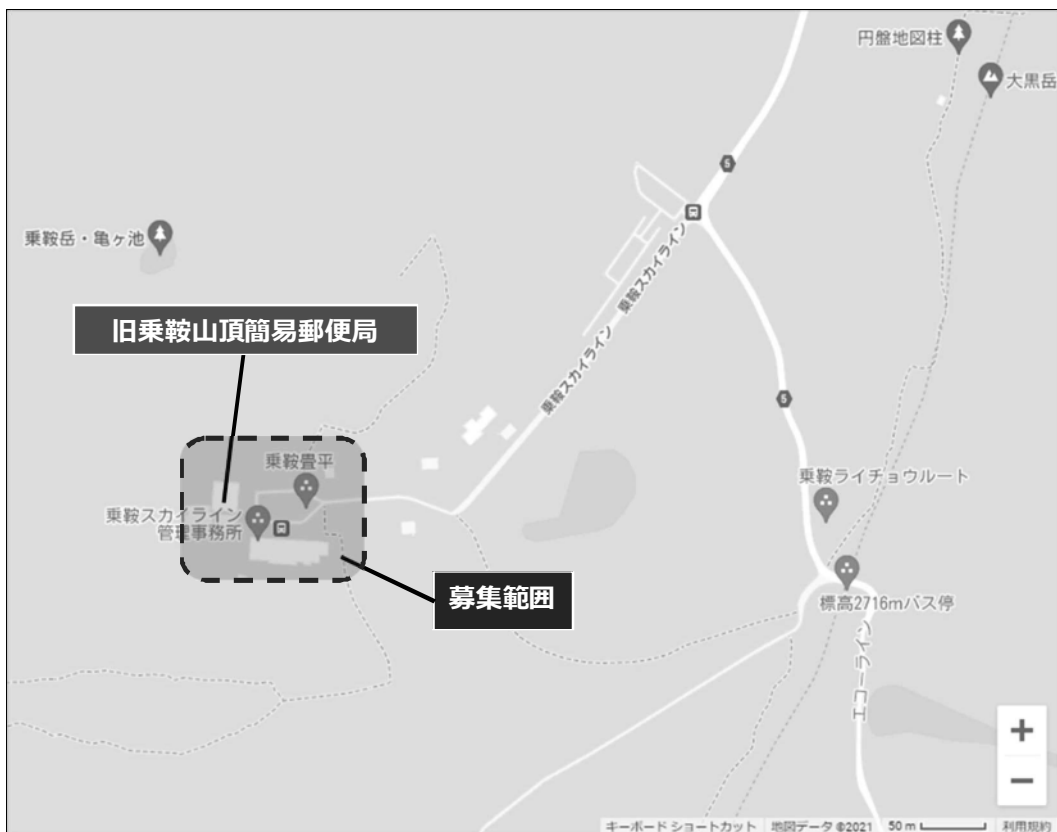 円盤地図柱
大黒岳
5
乗鞍岳・亀ヶ池
乗鞍スカイライン
旧乗鞍山頂簡易郵便局
乗鞍スカイライン
5
乗鞍畳平
乗鞍ライチョウルート
乗鞍スカイライン
管理事務所
募集範囲
標高2716mバス停
エコーライン
+
−
キーボード ショートカット
地図データ ©2021
50 m
利用規約